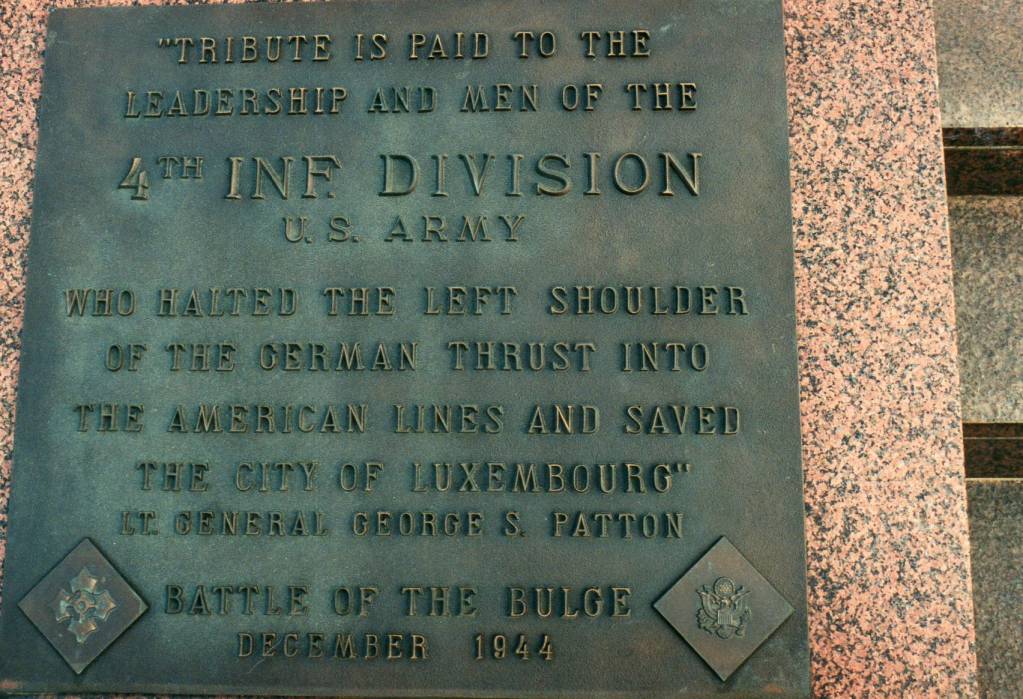 "TRIBUTE IS PAID TO THE
LEADERSHIP AND MEN OF THE
4TH INF. DIVISION
U.S. ARMY
WHO HALTED THE LEFT SHOULDER
OF THE GERMAN THRUST INTO
THE AMERICAN LINES AND SAVED
THE CITY OF LUXEMBOURG"
LT. GENERAL GEORGE S. PATTON
BATTLE OF THE BULGE
DECEMBER 1944